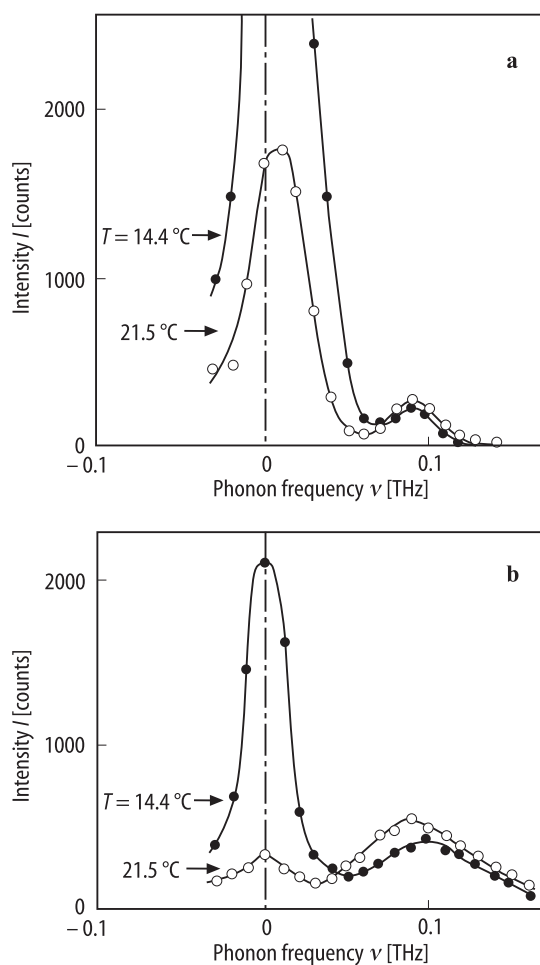 a
2000
Intensity I [counts]
T = 14.4 °C
1000
21.5 °C
0
– 0.1
0
0.1
Phonon frequency ν [THz]
b
2000
Intensity I [counts]
1000
T = 14.4 °C
21.5 °C
0
– 0.1
0
0.1
Phonon frequency ν [THz]